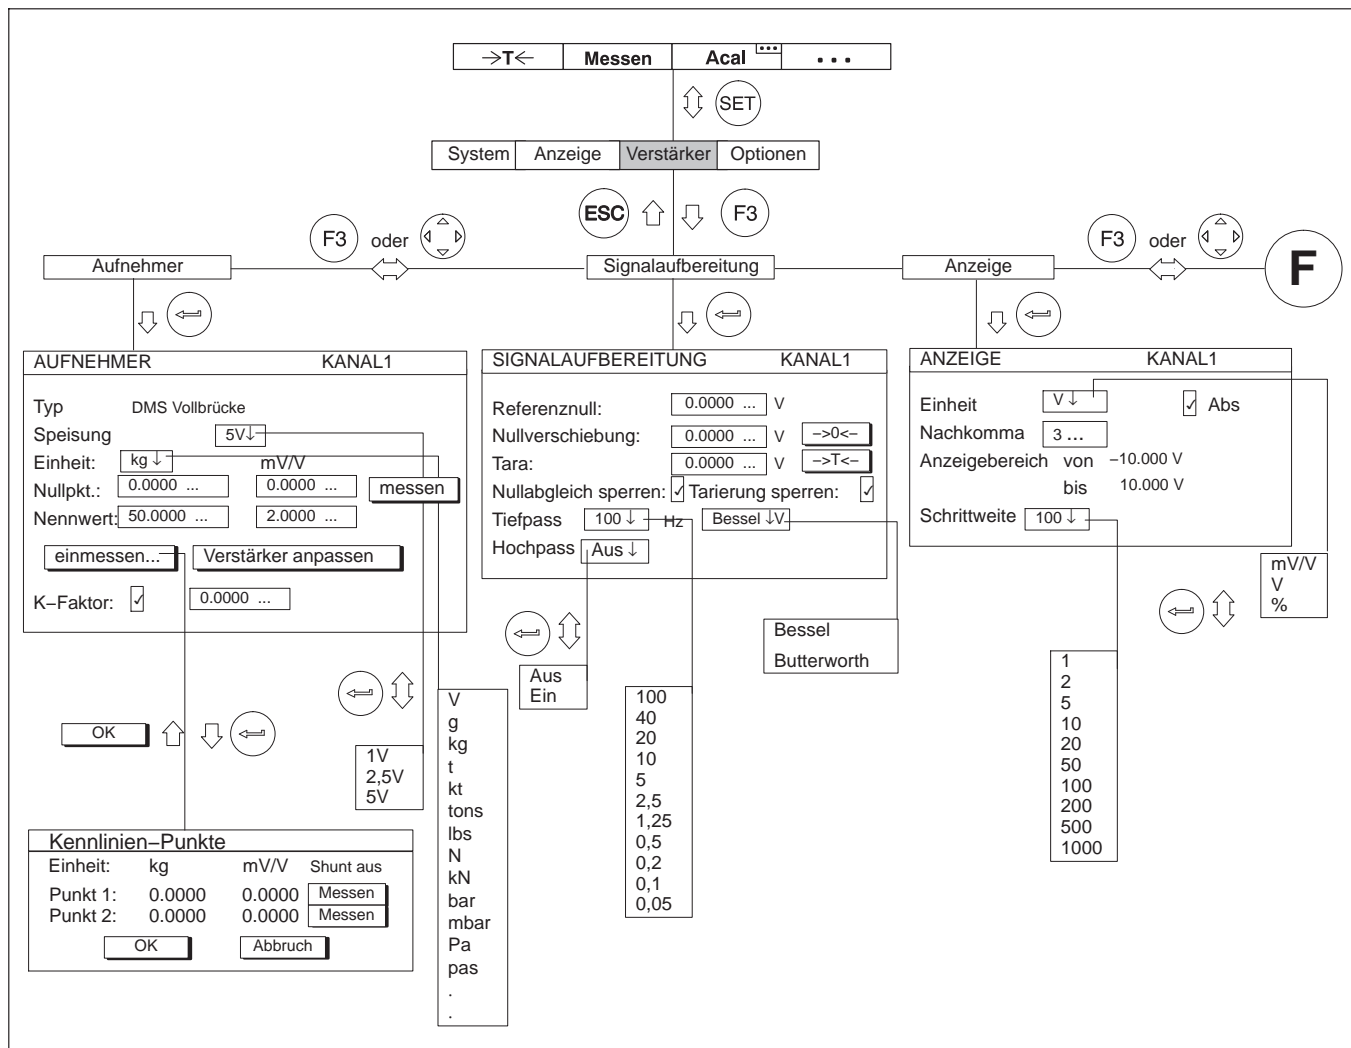 →T← Messen Acal ... ...
SET
System Anzeige Verstärker Optionen
ESC F3
F3 oder
F3 oder
Aufnehmer Signalaufbereitung Anzeige F
AUFNEHMER KANAL1
Typ DMS Vollbrücke
Speisung 5V↓
Einheit: kg ↓ mV/V
Nullpkt.: 0.0000 ... 0.0000 ... messen
Nennwert: 50.0000 ... 2.0000 ...
einmessen... Verstärker anpassen
K−Faktor: ✓ 0.0000 ...
SIGNALAUFBEREITUNG KANAL1
Referenznull: 0.0000 ... V
Nullverschiebung: 0.0000 ... V −>0<−
Tara: 0.0000 ... V −>T<−
Nullabgleich sperren: ✓ Tarierung sperren: ✓
Tiefpass 100 ↓ Hz Bessel ↓V
Hochpass Aus ↓
ANZEIGE KANAL1
Einheit V ↓ ✓ Abs
Nachkomma 3 ...
Anzeigebereich von −10.000 V
bis 10.000 V
Schrittweite 100 ↓
mV/V
V
%
Bessel
Butterworth
Aus
Ein
100
40
20
10
5
2,5
1,25
0,5
0,2
0,1
0,05
1
2
5
10
20
50
100
200
500
1000
V
g
kg
t
kt
tons
lbs
N
kN
bar
mbar
Pa
pas
.
.
OK
1V
2,5V
5V
Kennlinien−Punkte
Einheit: kg mV/V Shunt aus
Punkt 1: 0.0000 0.0000 Messen
Punkt 2: 0.0000 0.0000 Messen
OK Abbruch